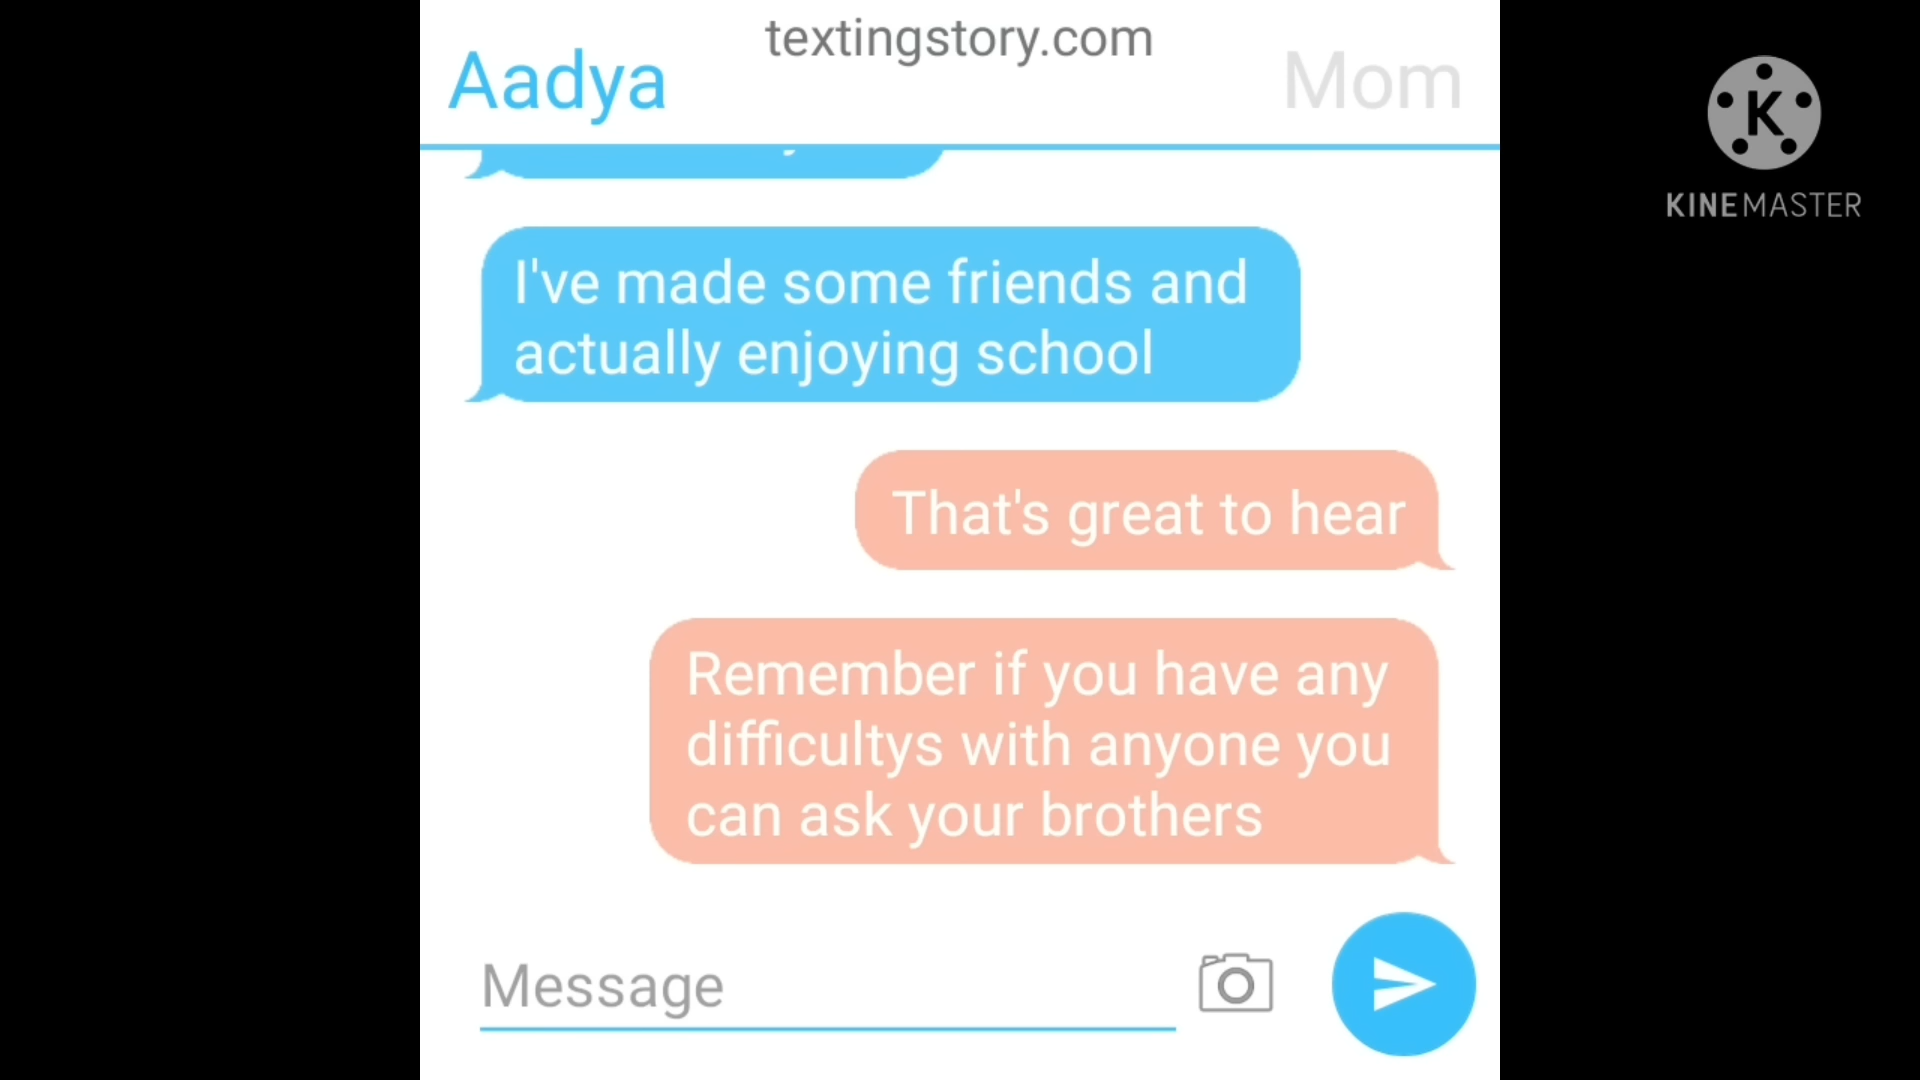 textingstory.com
Aadya
Mom
I've made some friends and
actually enjoying school
That's great to hear
Remember if you have any
difficultys with anyone you
can ask your brothers
Message
K
KINEMASTER